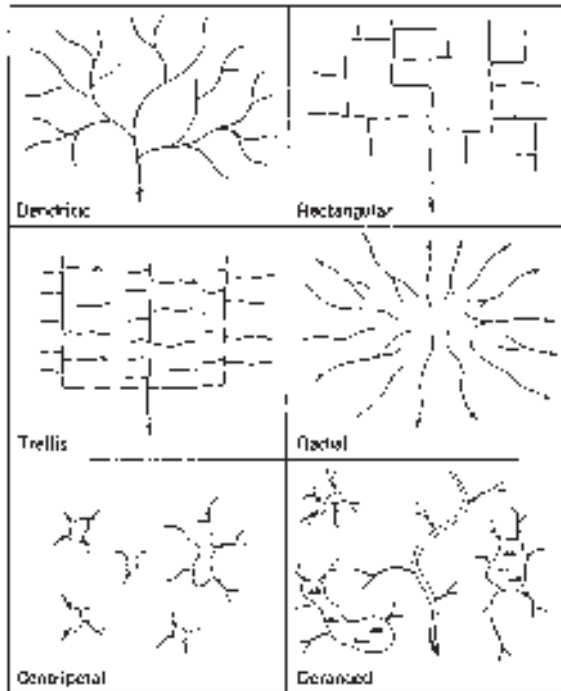 Dendritic
Rectangular
Trellis
Radial
Centripetal
Deranged